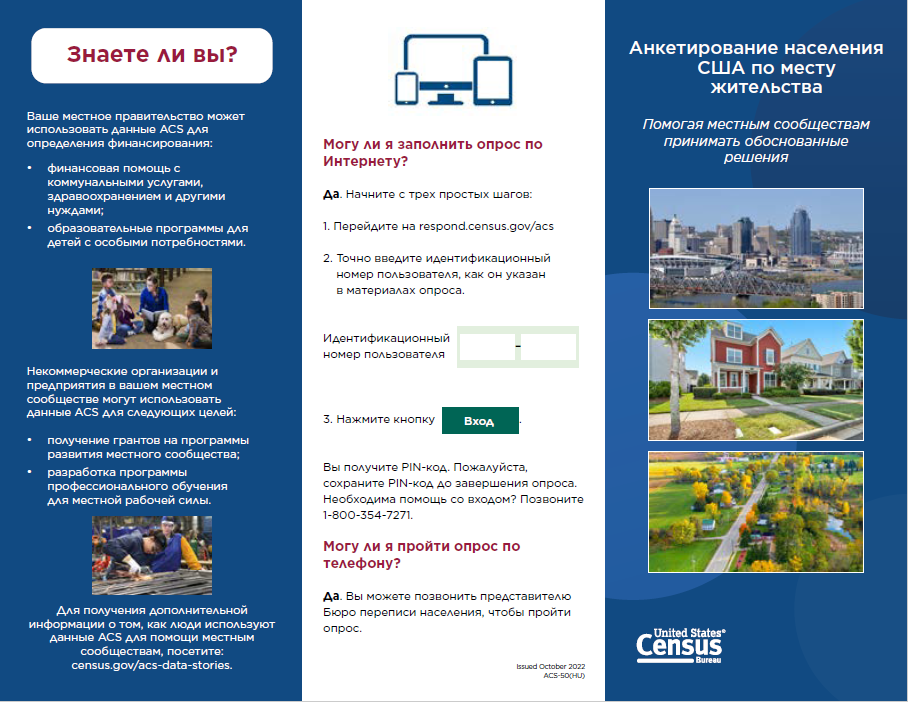 Знаете ли вы?
Ваше местное правительство может
использовать данные ACS для
определения финансирования:
• финансовая помощь с
коммунальными услугами,
здравоохранением и другими
нуждами;
• образовательные программы для
детей с особыми потребностями.
Некоммерческие организации и
предприятия в вашем местном
сообществе могут использовать
данные ACS для следующих целей:
• получение грантов на программы
развития местного сообщества;
• разработка программы
профессионального обучения
для местной рабочей силы.
Для получения дополнительной
информации о том, как люди используют
данные ACS для помощи местным
сообществам, посетите:
census.gov/acs-data-stories.
Могу ли я заполнить опрос по
Интернету?
Да. Начните с трех простых шагов:
1. Перейдите на respond.census.gov/acs
2. Точно введите идентификационный
номер пользователя, как он указан
в материалах опроса.
Идентификационный
номер пользователя
–
3. Нажмите кнопку Вход.
Вы получите PIN-код. Пожалуйста,
сохраните PIN-код до завершения опроса.
Необходима помощь со входом? Позвоните
1-800-354-7271.
Могу ли я пройти опрос по
телефону?
Да. Вы можете позвонить представителю
Бюро переписи населения, чтобы пройти
опрос.
Issued October 2022
ACS-50(HU)
Анкетирование населения
США по месту
жительства
Помогая местным сообществам
принимать обоснованные
решения
United States®
Census
Bureau